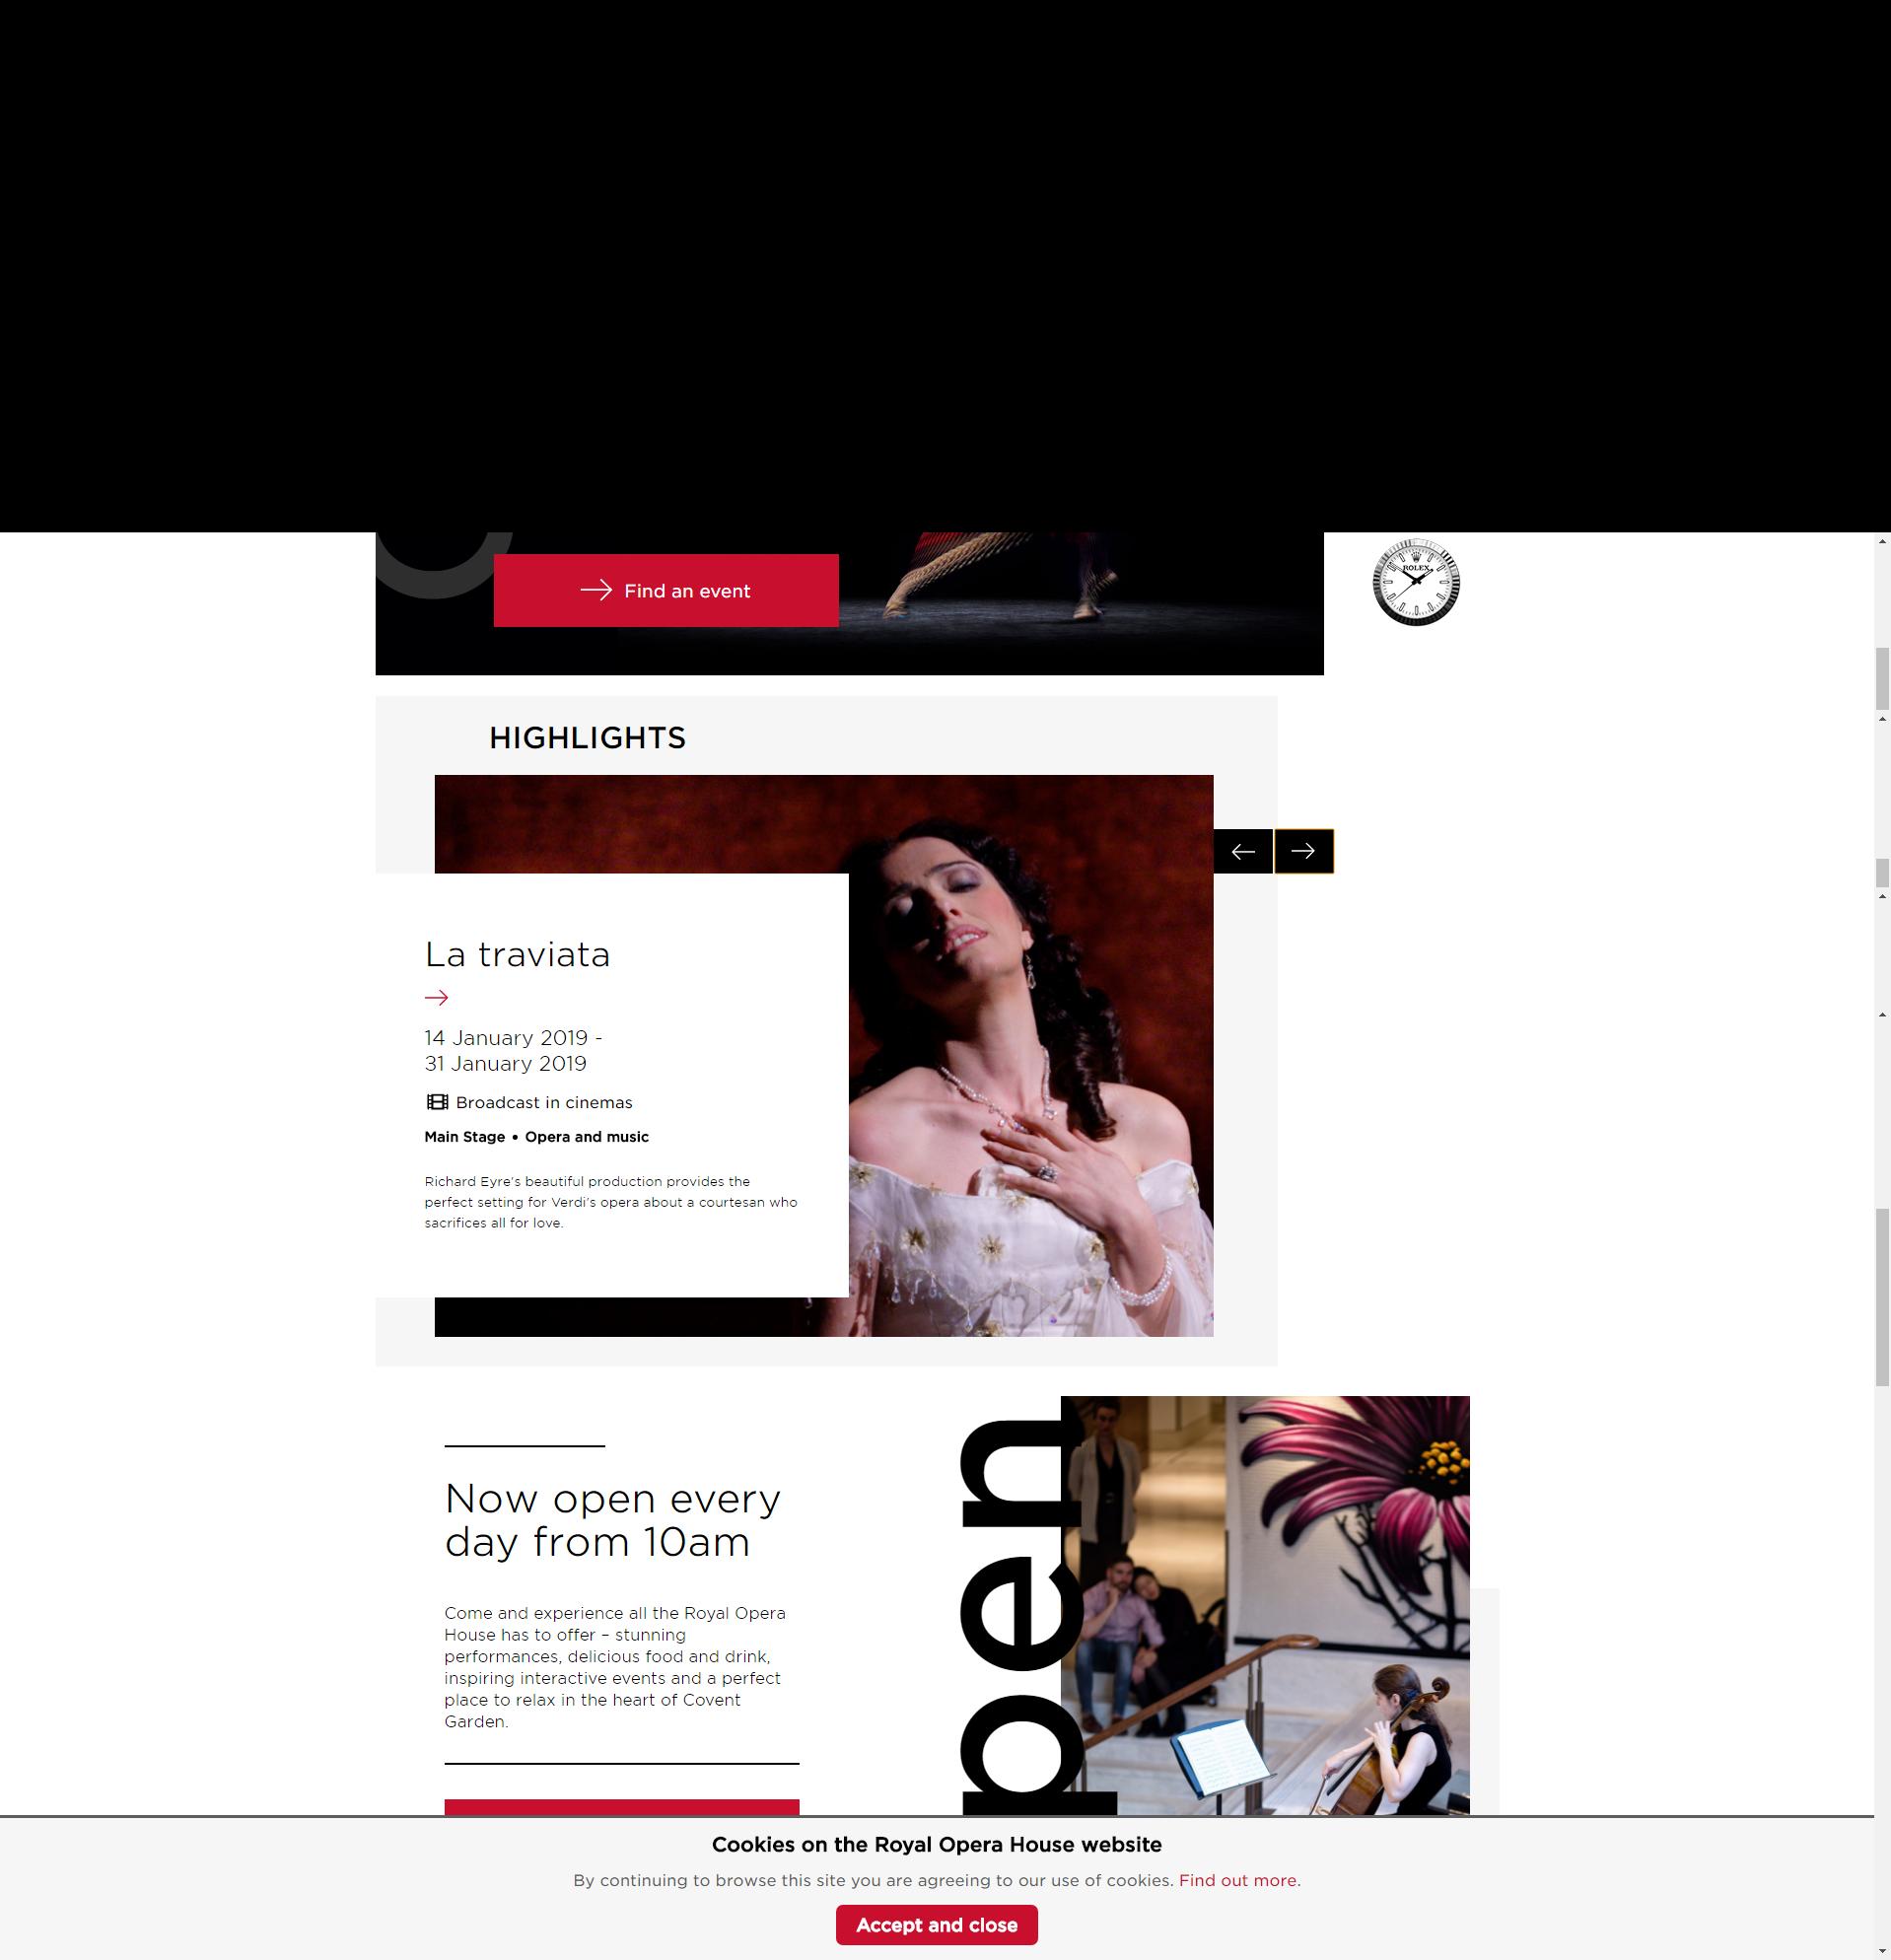 Find an event
ROLEX
HIGHLIGHTS
La traviata
14 January 2019 -
31 January 2019
Broadcast in cinemas
Main Stage • Opera and music
Richard Eyre's beautiful production provides the
perfect setting for Verdi's opera about a courtesan who
sacrifices all for love.
Now open every
day from 10am
Come and experience all the Royal Opera
House has to offer – stunning
performances, delicious food and drink,
inspiring interactive events and a perfect
place to relax in the heart of Covent
Garden.
pen
Cookies on the Royal Opera House website
By continuing to browse this site you are agreeing to our use of cookies. Find out more.
Accept and close